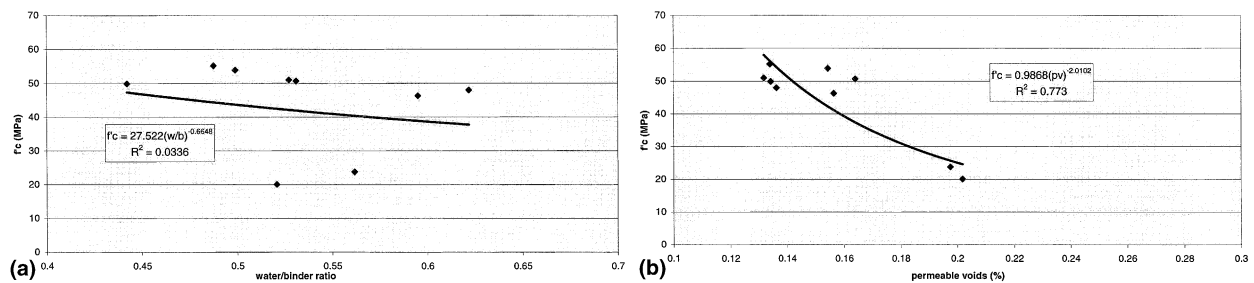 70
60
50
40
30
20
10
0
f'c (MPa)
f'c = 27.522(w/b)^-0.6648
R² = 0.0336
0.4 0.45 0.5 0.55 0.6 0.65 0.7
water/binder ratio
(a)
70
60
50
40
30
20
10
0
f'c (MPa)
f'c = 0.9868(pv)^-2.0102
R² = 0.773
0.1 0.12 0.14 0.16 0.18 0.2 0.22 0.24 0.26 0.28 0.3
permeable voids (%)
(b)